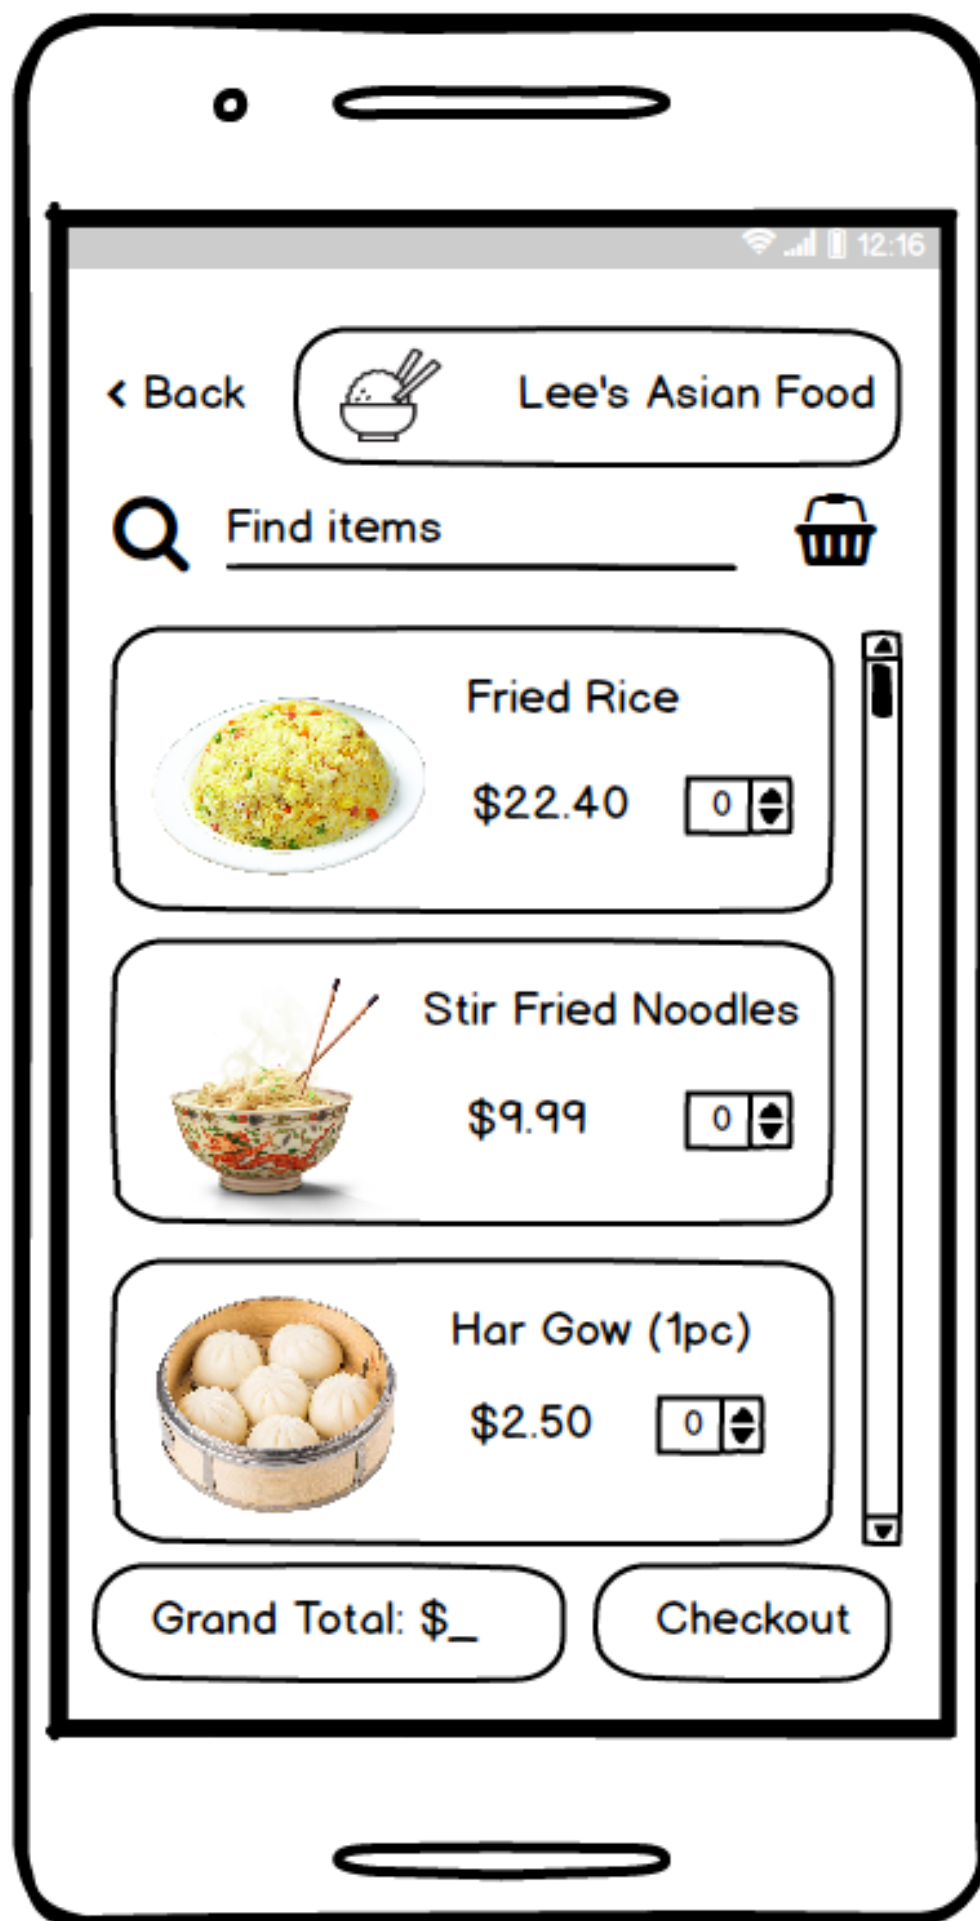 12:16
< Back
Lee's Asian Food
Find items
Fried Rice
$22.40 0
Stir Fried Noodles
$9.99 0
Har Gow (1pc)
$2.50 0
Grand Total: $_
Checkout